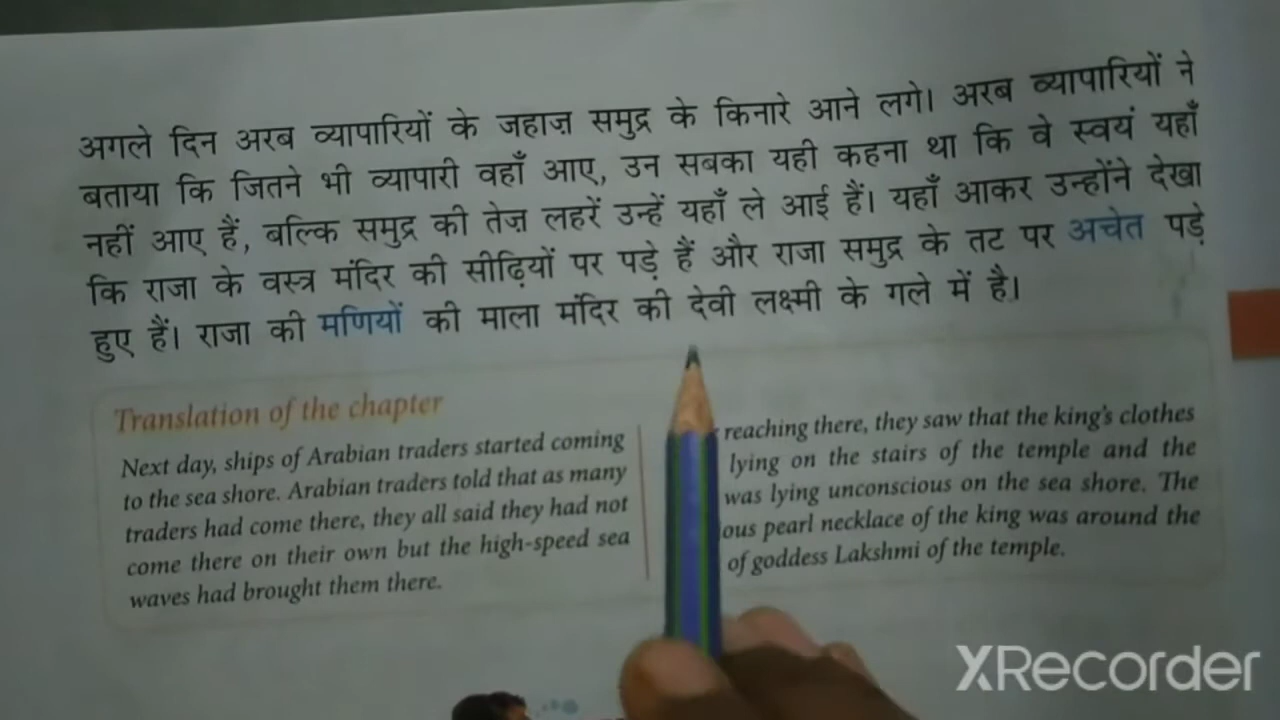 अगले दिन अरब व्यापारियों के जहाज़ समुद्र के किनारे आने लगे। अरब व्यापारियों ने
बताया कि जितने भी व्यापारी वहाँ आए, उन सबका यही कहना था कि वे स्वयं यहाँ
नहीं आए हैं, बल्कि समुद्र की तेज़ लहरें उन्हें यहाँ ले आई हैं। यहाँ आकर उन्होंने देखा
कि राजा के वस्त्र मंदिर की सीढ़ियों पर पड़े हैं और राजा समुद्र के तट पर अचेत पड़े
हुए हैं। राजा की मणियों की माला मंदिर की देवी लक्ष्मी के गले में है।
Translation of the chapter
Next day, ships of Arabian traders started coming
to the sea shore. Arabian traders told that as many
traders had come there, they all said they had not
come there on their own but the high-speed sea
waves had brought them there.
reaching there, they saw that the king's clothes
lying on the stairs of the temple and the
was lying unconscious on the sea shore. The
ous pearl necklace of the king was around the
of goddess Lakshmi of the temple.
XRecorder